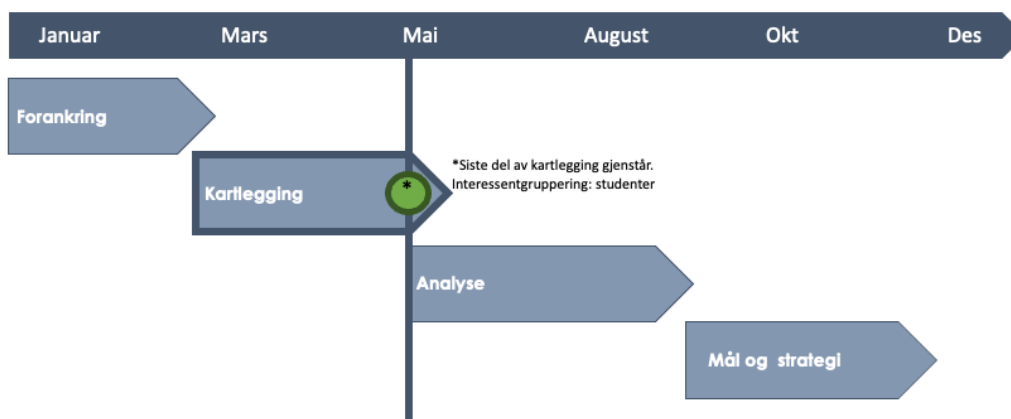 Januar Mars Mai August Okt Des
Forankring
*Siste del av kartlegging gjenstår.
Interessentgruppering: studenter
Kartlegging
*
Analyse
Mål og strategi